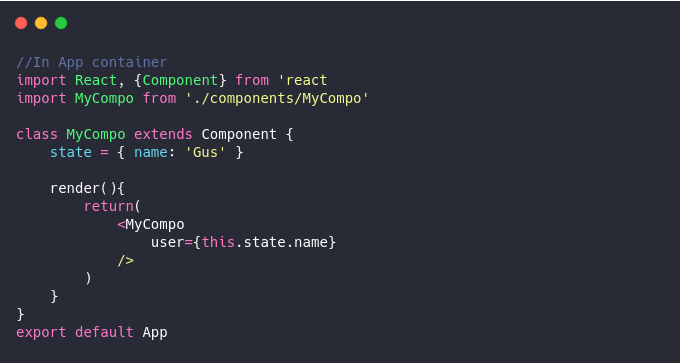 //In App container
import React, {Component} from 'react
import MyCompo from './components/MyCompo'
class MyCompo extends Component {
state = { name: 'Gus' }
render(){
return(
<MyCompo
user={this.state.name}
/>
)
}
}
export default App